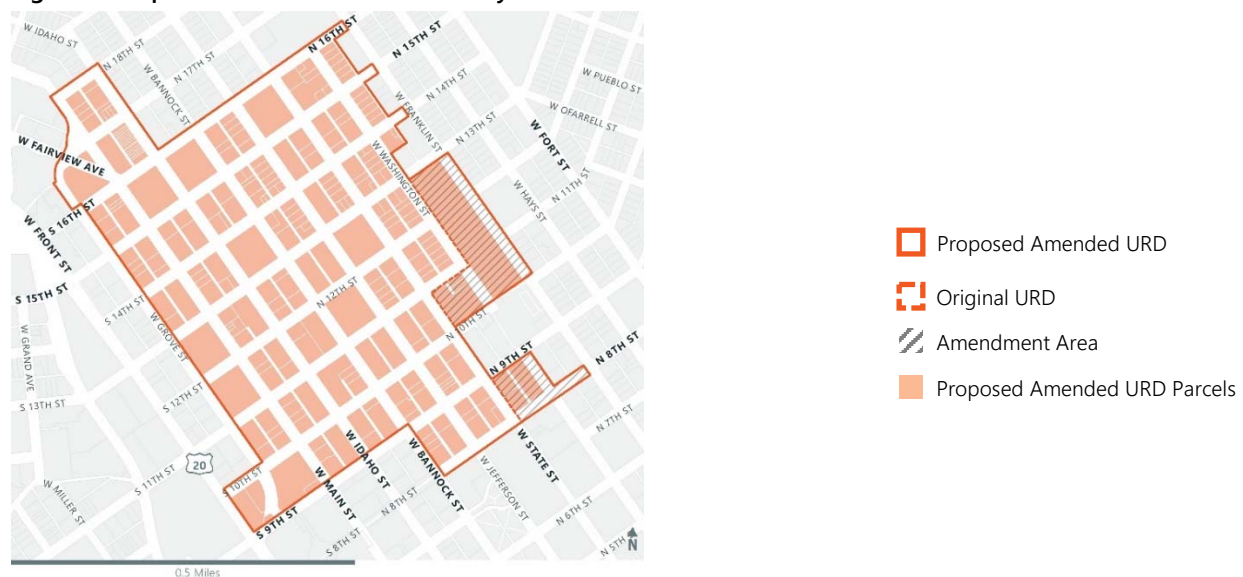 W IDAHO ST
N 18TH ST
N 17TH ST
W BANNOCK ST
N 16TH ST
N 15TH ST
W PUEBLO ST
N 14TH ST
W FRANKLIN ST
W OFARRELL ST
N 13TH ST
W FORT ST
W FAIRVIEW AVE
W WASHINGTON ST
W HAYS ST
N 11TH ST
S 16TH ST
W FRONT ST
Proposed Amended URD
S 15TH ST
S 14TH ST
N 12TH ST
Original URD
W GROVE ST
N 10TH ST
Amendment Area
W GRAND AVE
N 9TH ST
N 8TH ST
Proposed Amended URD Parcels
S 13TH ST
S 12TH ST
N 7TH ST
W IDAHO ST
W STATE ST
20
W MAIN ST
W BANNOCK ST
W JEFFERSON ST
S 11TH ST
S 10TH ST
W MILLER ST
N 8TH ST
N 6TH ST
S 9TH ST
S 8TH ST
N 5TH
N
0.5 Miles